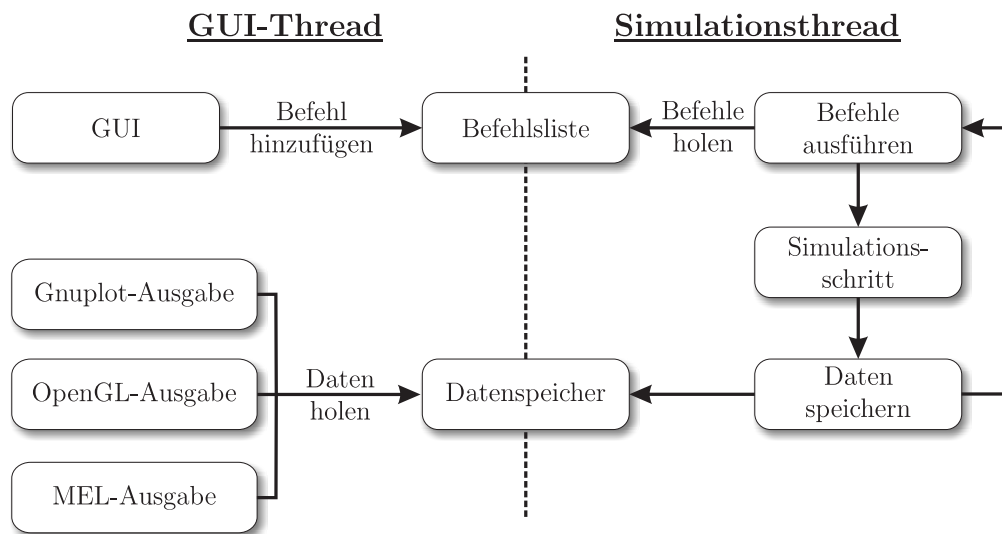 GUI-Thread
Simulationsthread
GUI
Befehl
hinzufügen
Befehlsliste
Befehle
holen
Befehle
ausführen
Simulations-
schritt
Gnuplot-Ausgabe
OpenGL-Ausgabe
Daten
holen
Datenspeicher
Daten
speichern
MEL-Ausgabe